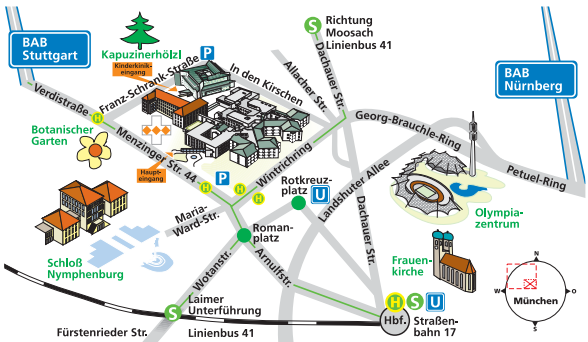 BAB
Stuttgart
Kapuzinerhölzl
Kinderkinik-
eingang
P
S
Richtung
Moosach
Linienbus 41
BAB
Nürnberg
Verdistraße
Franz-Schrank-Straße
In den Kirschen
Allacher Str.
Dachauer Str.
H
Georg-Brauchle-Ring
Petuel-Ring
Botanischer
Garten
Menzinger Str. 44
Haupt-
eingang
H
P
H
H
Wintrichring
Rotkreuz-
platz
U
Landshuter Allee
Dachauer Str.
Olympia-
zentrum
Maria-
Ward-Str.
Roman-
platz
Schloß
Nymphenburg
Wotanstr.
Arnulfstr.
Frauen-
kirche
N
W
O
S
München
S
Laimer
Unterführung
Fürstenrieder Str.
Linienbus 41
H
S
U
Hbf.
Straßen-
bahn 17